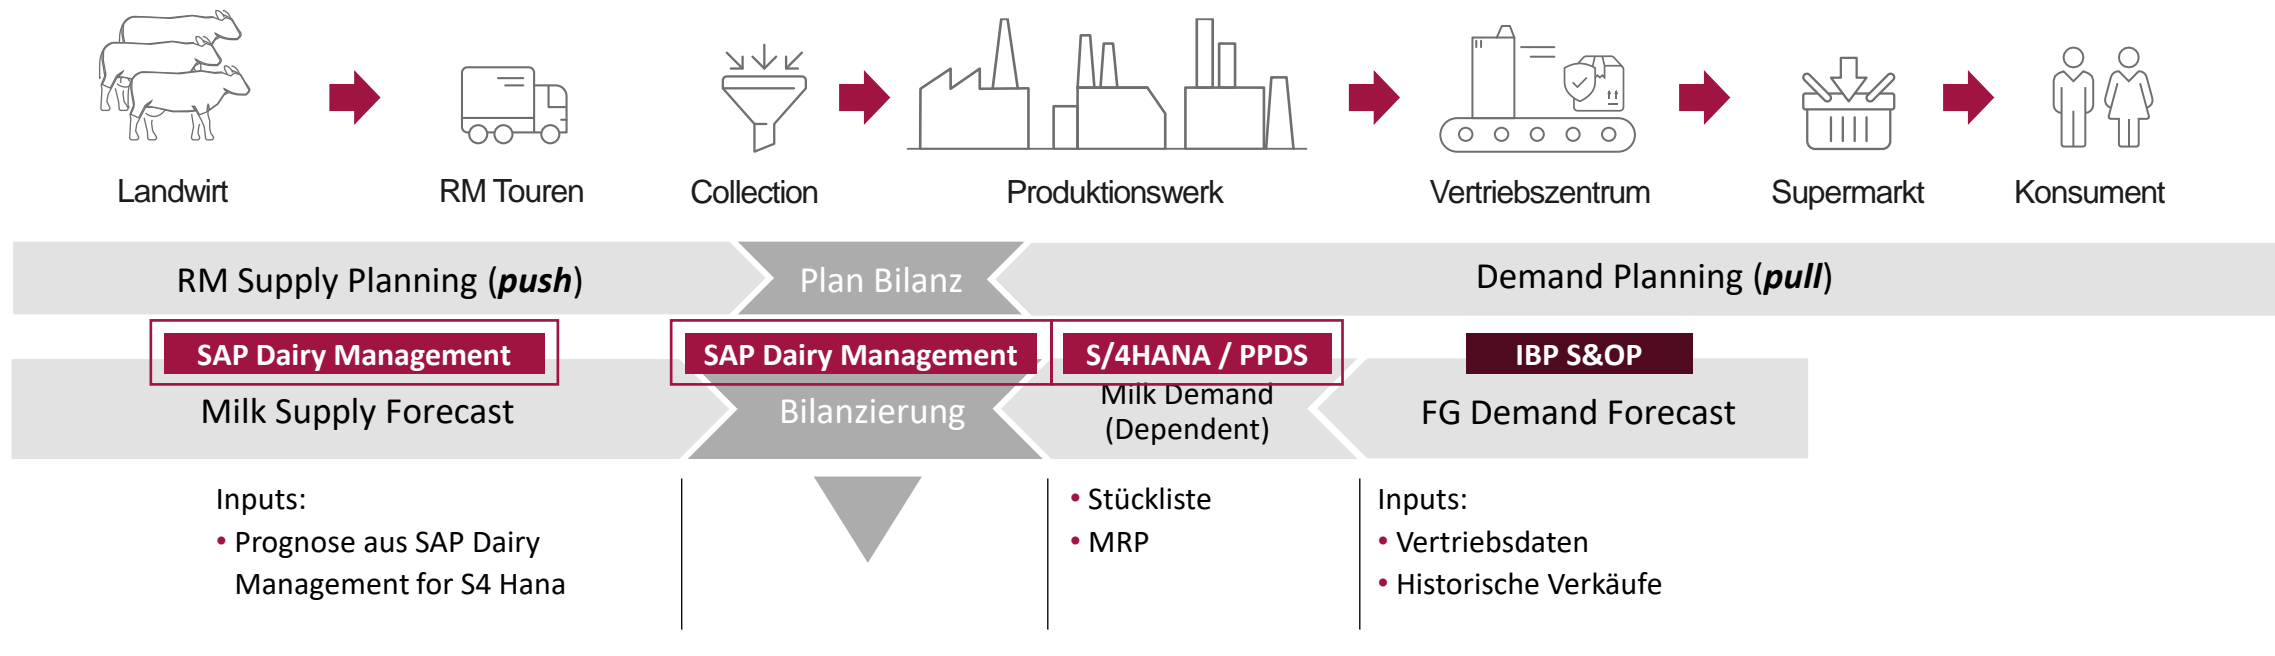 Landwirt
RM Touren
Collection
Produktionswerk
Vertriebszentrum
Supermarkt
Konsument
RM Supply Planning (push)
Plan Bilanz
Demand Planning (pull)
SAP Dairy Management
SAP Dairy Management
S/4HANA / PPDS
IBP S&OP
Milk Supply Forecast
Bilanzierung
Milk Demand
(Dependent)
FG Demand Forecast
Inputs:
• Prognose aus SAP Dairy
Management for S4 Hana
• Stückliste
• MRP
Inputs:
• Vertriebsdaten
• Historische Verkäufe